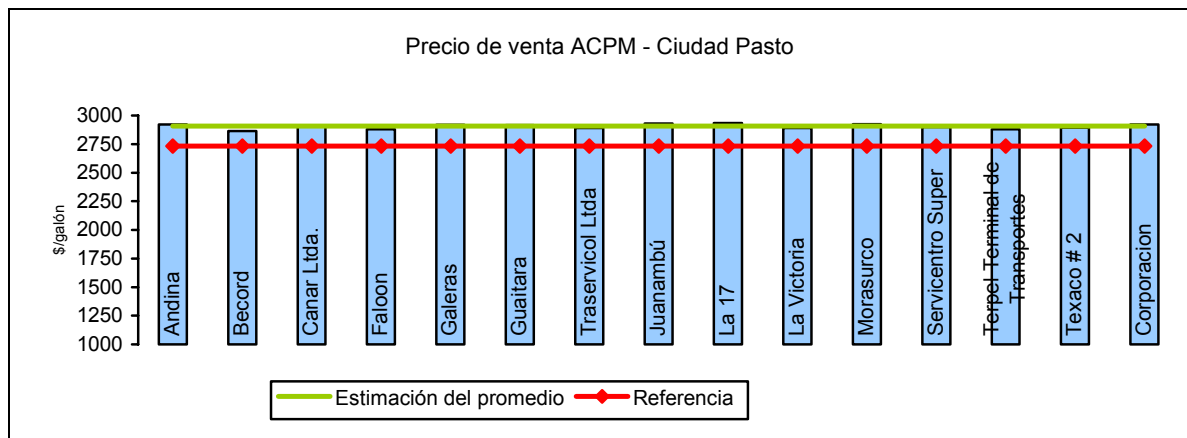 Precio de venta ACPM - Ciudad Pasto
$/galón
3000
2750
2500
2250
2000
1750
1500
1250
1000
Andina
Becord
Canar Ltda.
Faloon
Galeras
Guaitara
Traservicol Ltda
Juanambú
La 17
La Victoria
Morasurco
Servicentro Super
Terpel Terminal de
Transportes
Texaco # 2
Corporacion
Estimación del promedio
Referencia